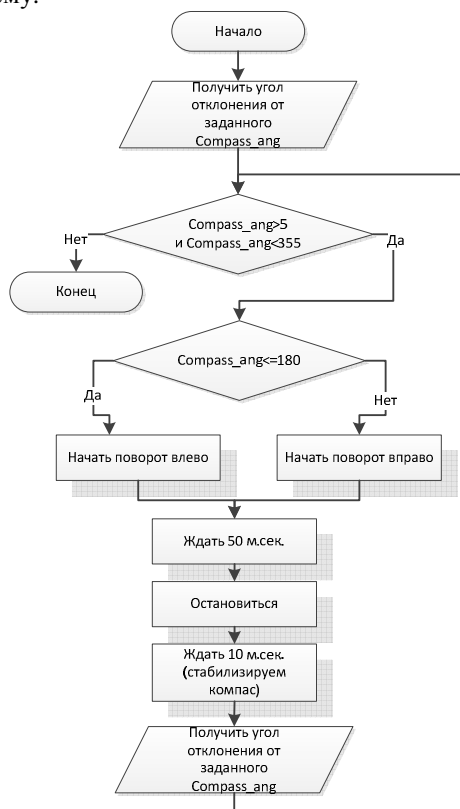 Начало
Получить угол
отклонения от
заданного
Compass_ang
Compass_ang>5
и Compass_ang<355
Нет
Да
Конец
Compass_ang<=180
Да
Нет
Начать поворот влево
Начать поворот вправо
Ждать 50 м.сек.
Остановиться
Ждать 10 м.сек.
(стабилизируем
компас)
Получить угол
отклонения от
заданного
Compass_ang